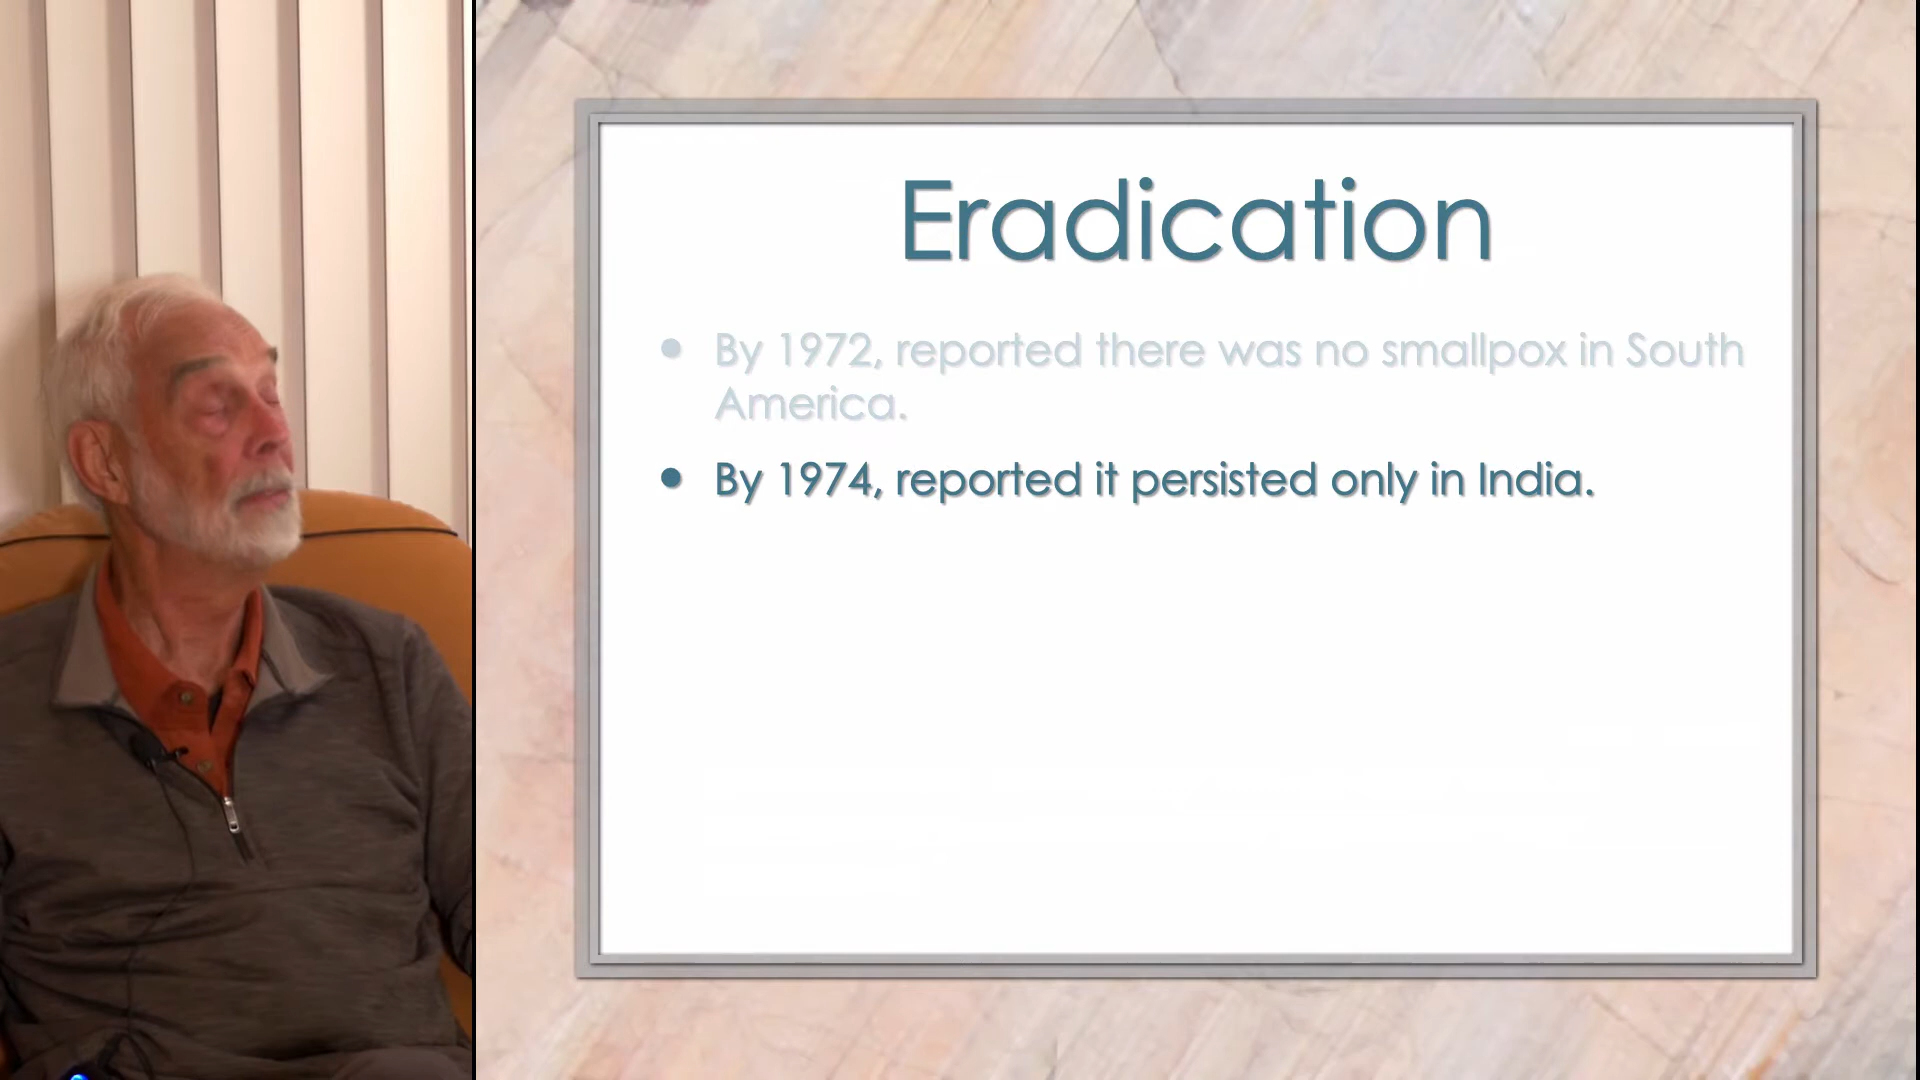 Eradication
• By 1972, reported there was no smallpox in South
America.
• By 1974, reported it persisted only in India.